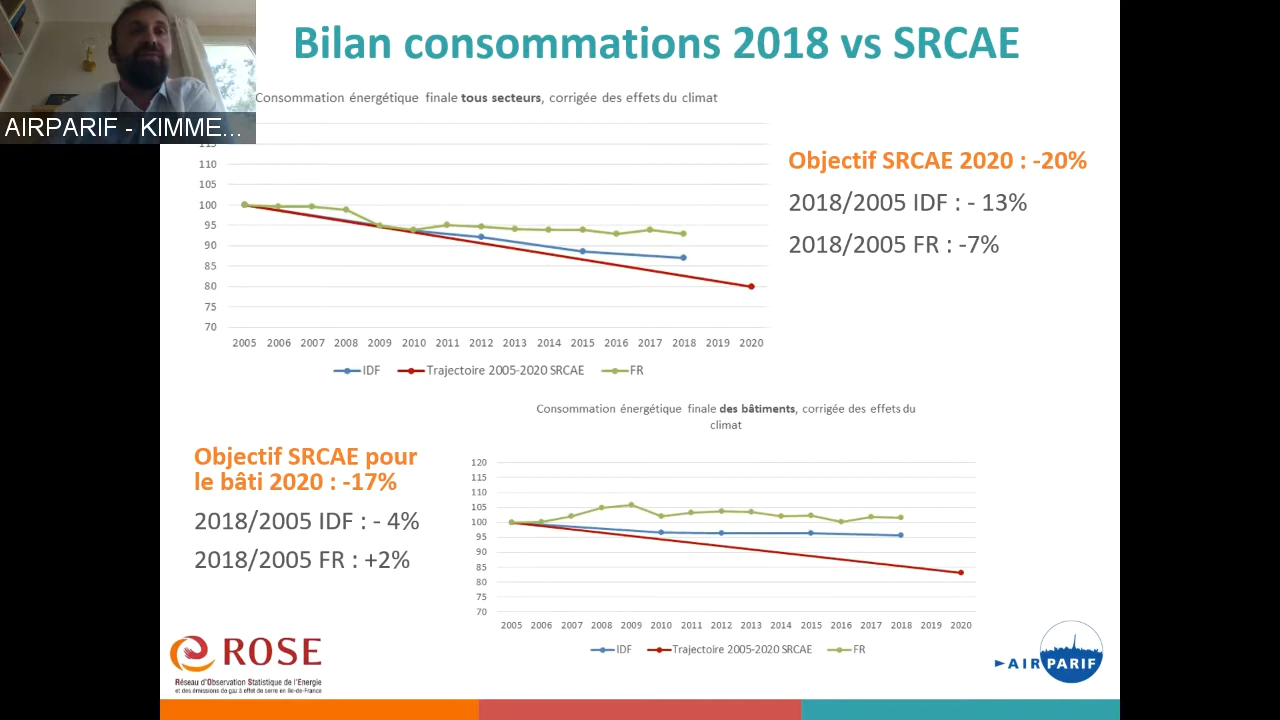 Bilan consommations 2018 vs SRCAE
AIRPARIF - KIMME...
Consommation énergétique finale tous secteurs, corrigée des effets du climat
115
110
105
100
95
90
85
80
75
70
2005 2006 2007 2008 2009 2010 2011 2012 2013 2014 2015 2016 2017 2018 2019 2020
IDF Trajectoire 2005-2020 SRCAE FR
Objectif SRCAE 2020 : -20%
2018/2005 IDF : - 13%
2018/2005 FR : -7%
Consommation énergétique finale des bâtiments, corrigée des effets du
climat
Objectif SRCAE pour
le bâti 2020 : -17%
2018/2005 IDF : - 4%
2018/2005 FR : +2%
120
115
110
105
100
95
90
85
80
75
70
2005 2006 2007 2008 2009 2010 2011 2012 2013 2014 2015 2016 2017 2018 2019 2020
IDF Trajectoire 2005-2020 SRCAE FR
ROSE
Réseau d'Observation Statistique de l'Energie
et des émissions de gaz à effet de serre en Ile-de-France
AIRPARIF